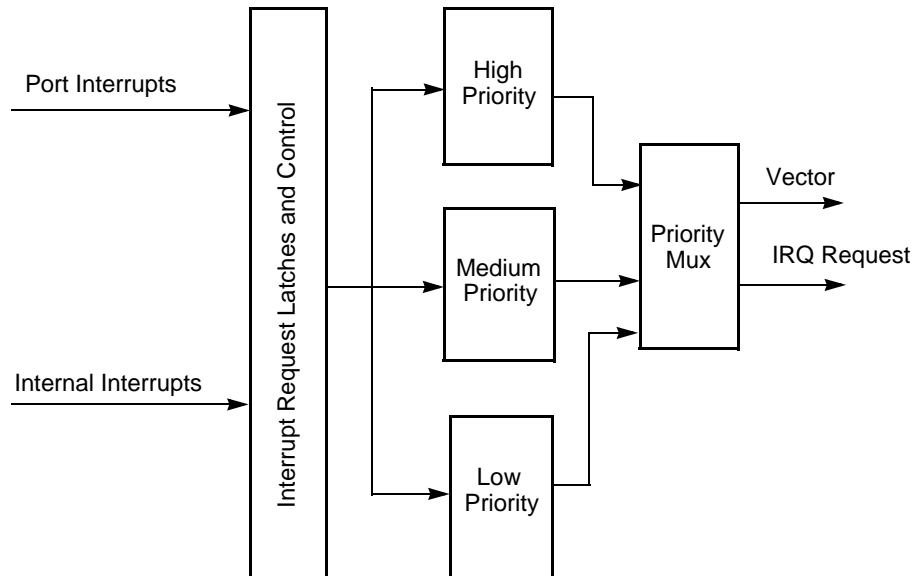 Port Interrupts
Internal Interrupts
Interrupt Request Latches and Control
High
Priority
Medium
Priority
Low
Priority
Priority
Mux
Vector
IRQ Request